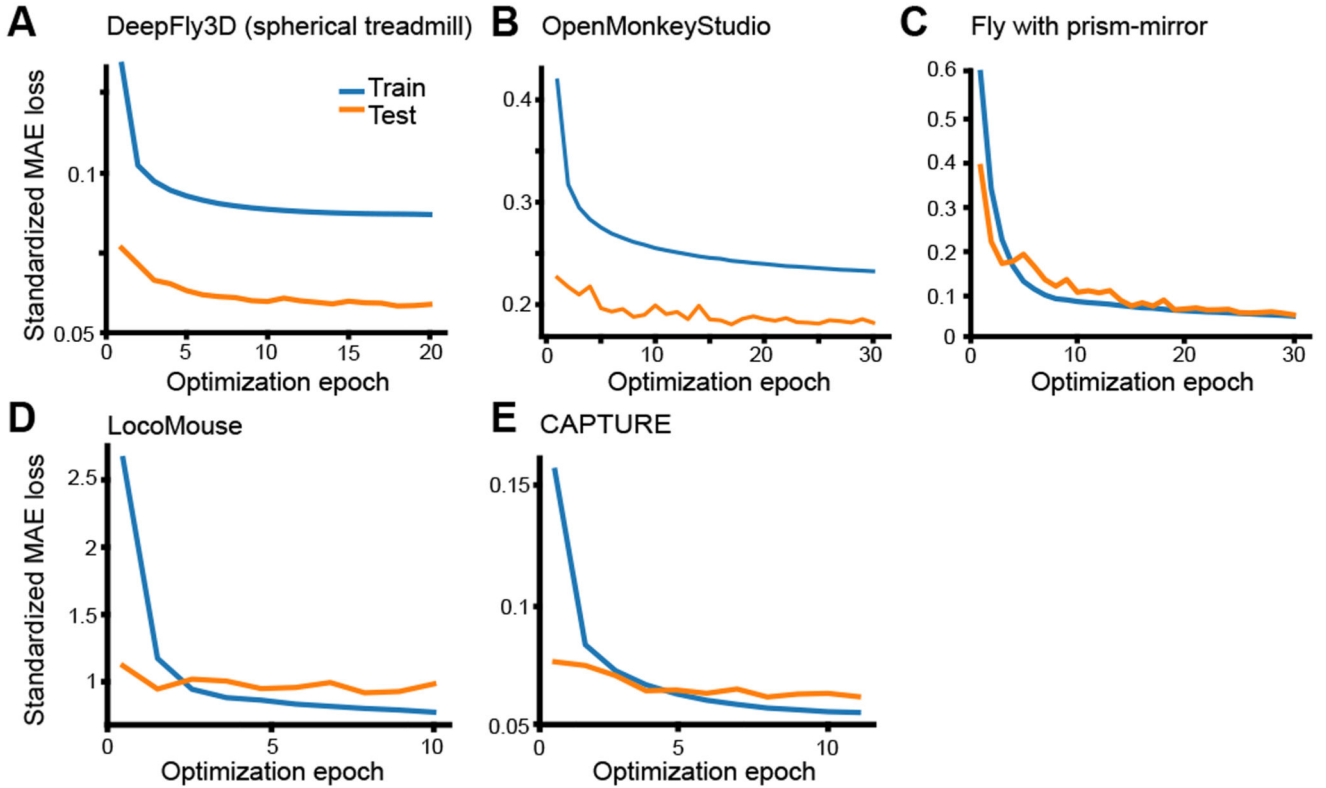 A DeepFly3D (spherical treadmill)
Standardized MAE loss
Train
Test
0.1
0.05
0 5 10 15 20
Optimization epoch
B OpenMonkeyStudio
0.4
0.3
0.2
0 10 20 30
Optimization epoch
C Fly with prism-mirror
0.6
0.5
0.4
0.3
0.2
0.1
0
0 10 20 30
Optimization epoch
D LocoMouse
Standardized MAE loss
2.5
2
1.5
1
0 5 10
Optimization epoch
E CAPTURE
0.15
0.1
0.05
0 5 10
Optimization epoch